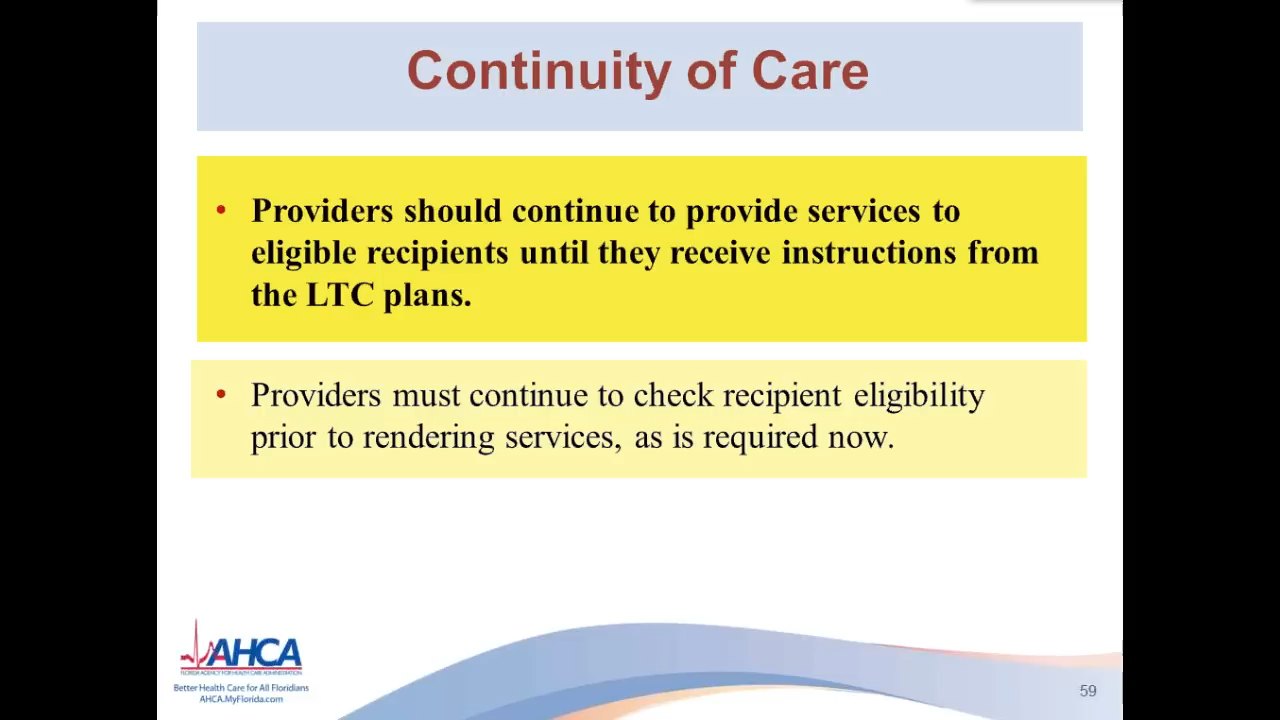 Continuity of Care
• Providers should continue to provide services to
eligible recipients until they receive instructions from
the LTC plans.
• Providers must continue to check recipient eligibility
prior to rendering services, as is required now.
AHCA
FLORIDA AGENCY FOR HEALTH CARE ADMINISTRATION
Better Health Care for All Floridians
AHCA.MyFlorida.com
59